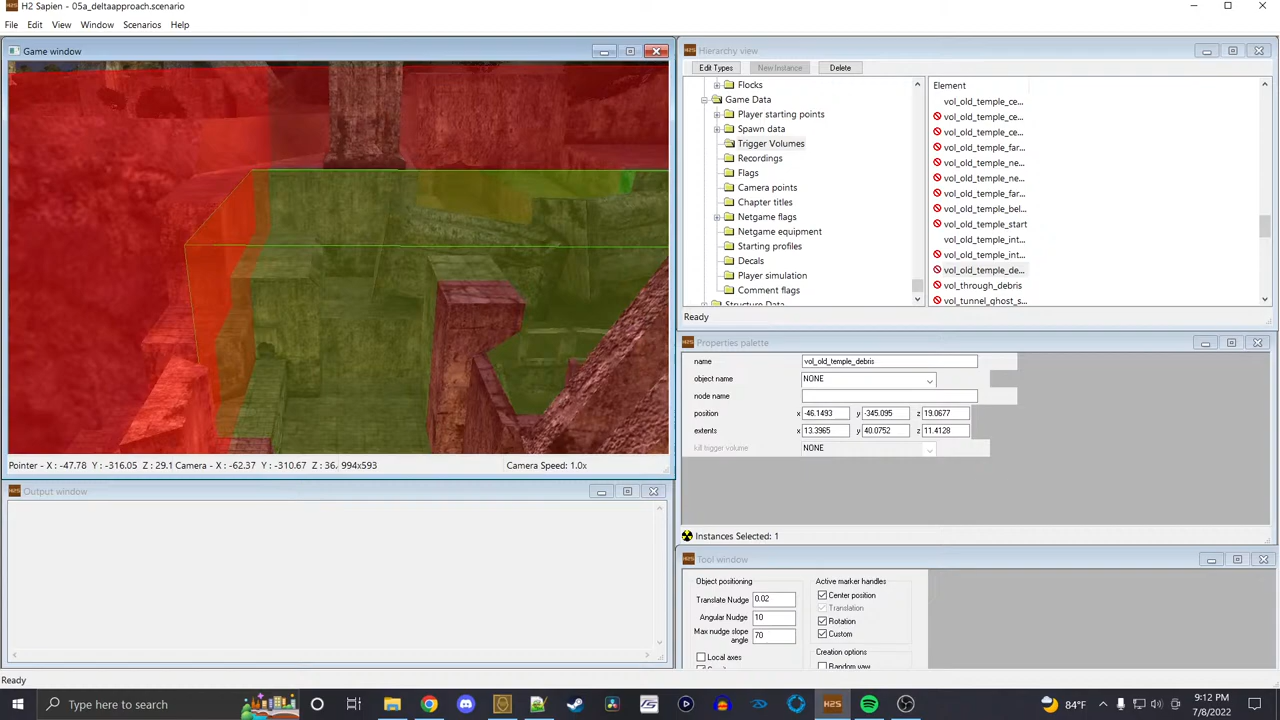 H2 Sapien - 05a_deltaapproach.scenario
File Edit View Window Scenarios Help
Game window
Pointer - X : -47.78 Y : -316.05 Z : 29.1 Camera - X : -62.37 Y : -310.67 Z : 36. 994x593 Camera Speed: 1.0x
Output window
Hierarchy view
Edit Types New Instance Delete
Flocks
Game Data
Player starting points
Spawn data
Trigger Volumes
Recordings
Flags
Camera points
Chapter titles
Netgame flags
Netgame equipment
Starting profiles
Decals
Player simulation
Comment flags
Structure Data
Element
vol_old_temple_ce...
vol_old_temple_ce...
vol_old_temple_ce...
vol_old_temple_far...
vol_old_temple_ne...
vol_old_temple_ne...
vol_old_temple_far...
vol_old_temple_bel...
vol_old_temple_start
vol_old_temple_int...
vol_old_temple_int...
vol_old_temple_de...
vol_through_debris
vol_tunnel_ghost_s...
Ready
Properties palette
name vol_old_temple_debris
object name NONE
node name
position x -46.1493 y -345.095 z 19.0677
extents x 13.3965 y 40.0752 z 11.4128
kill trigger volume NONE
Instances Selected: 1
Tool window
Object positioning
Translate Nudge 0.02
Angular Nudge 10
Max nudge slope angle 70
Local axes
Active marker handles
Center position
Translation
Rotation
Custom
Creation options
Random yaw
Ready
Type here to search
H2S
84°F
9:12 PM
7/8/2022